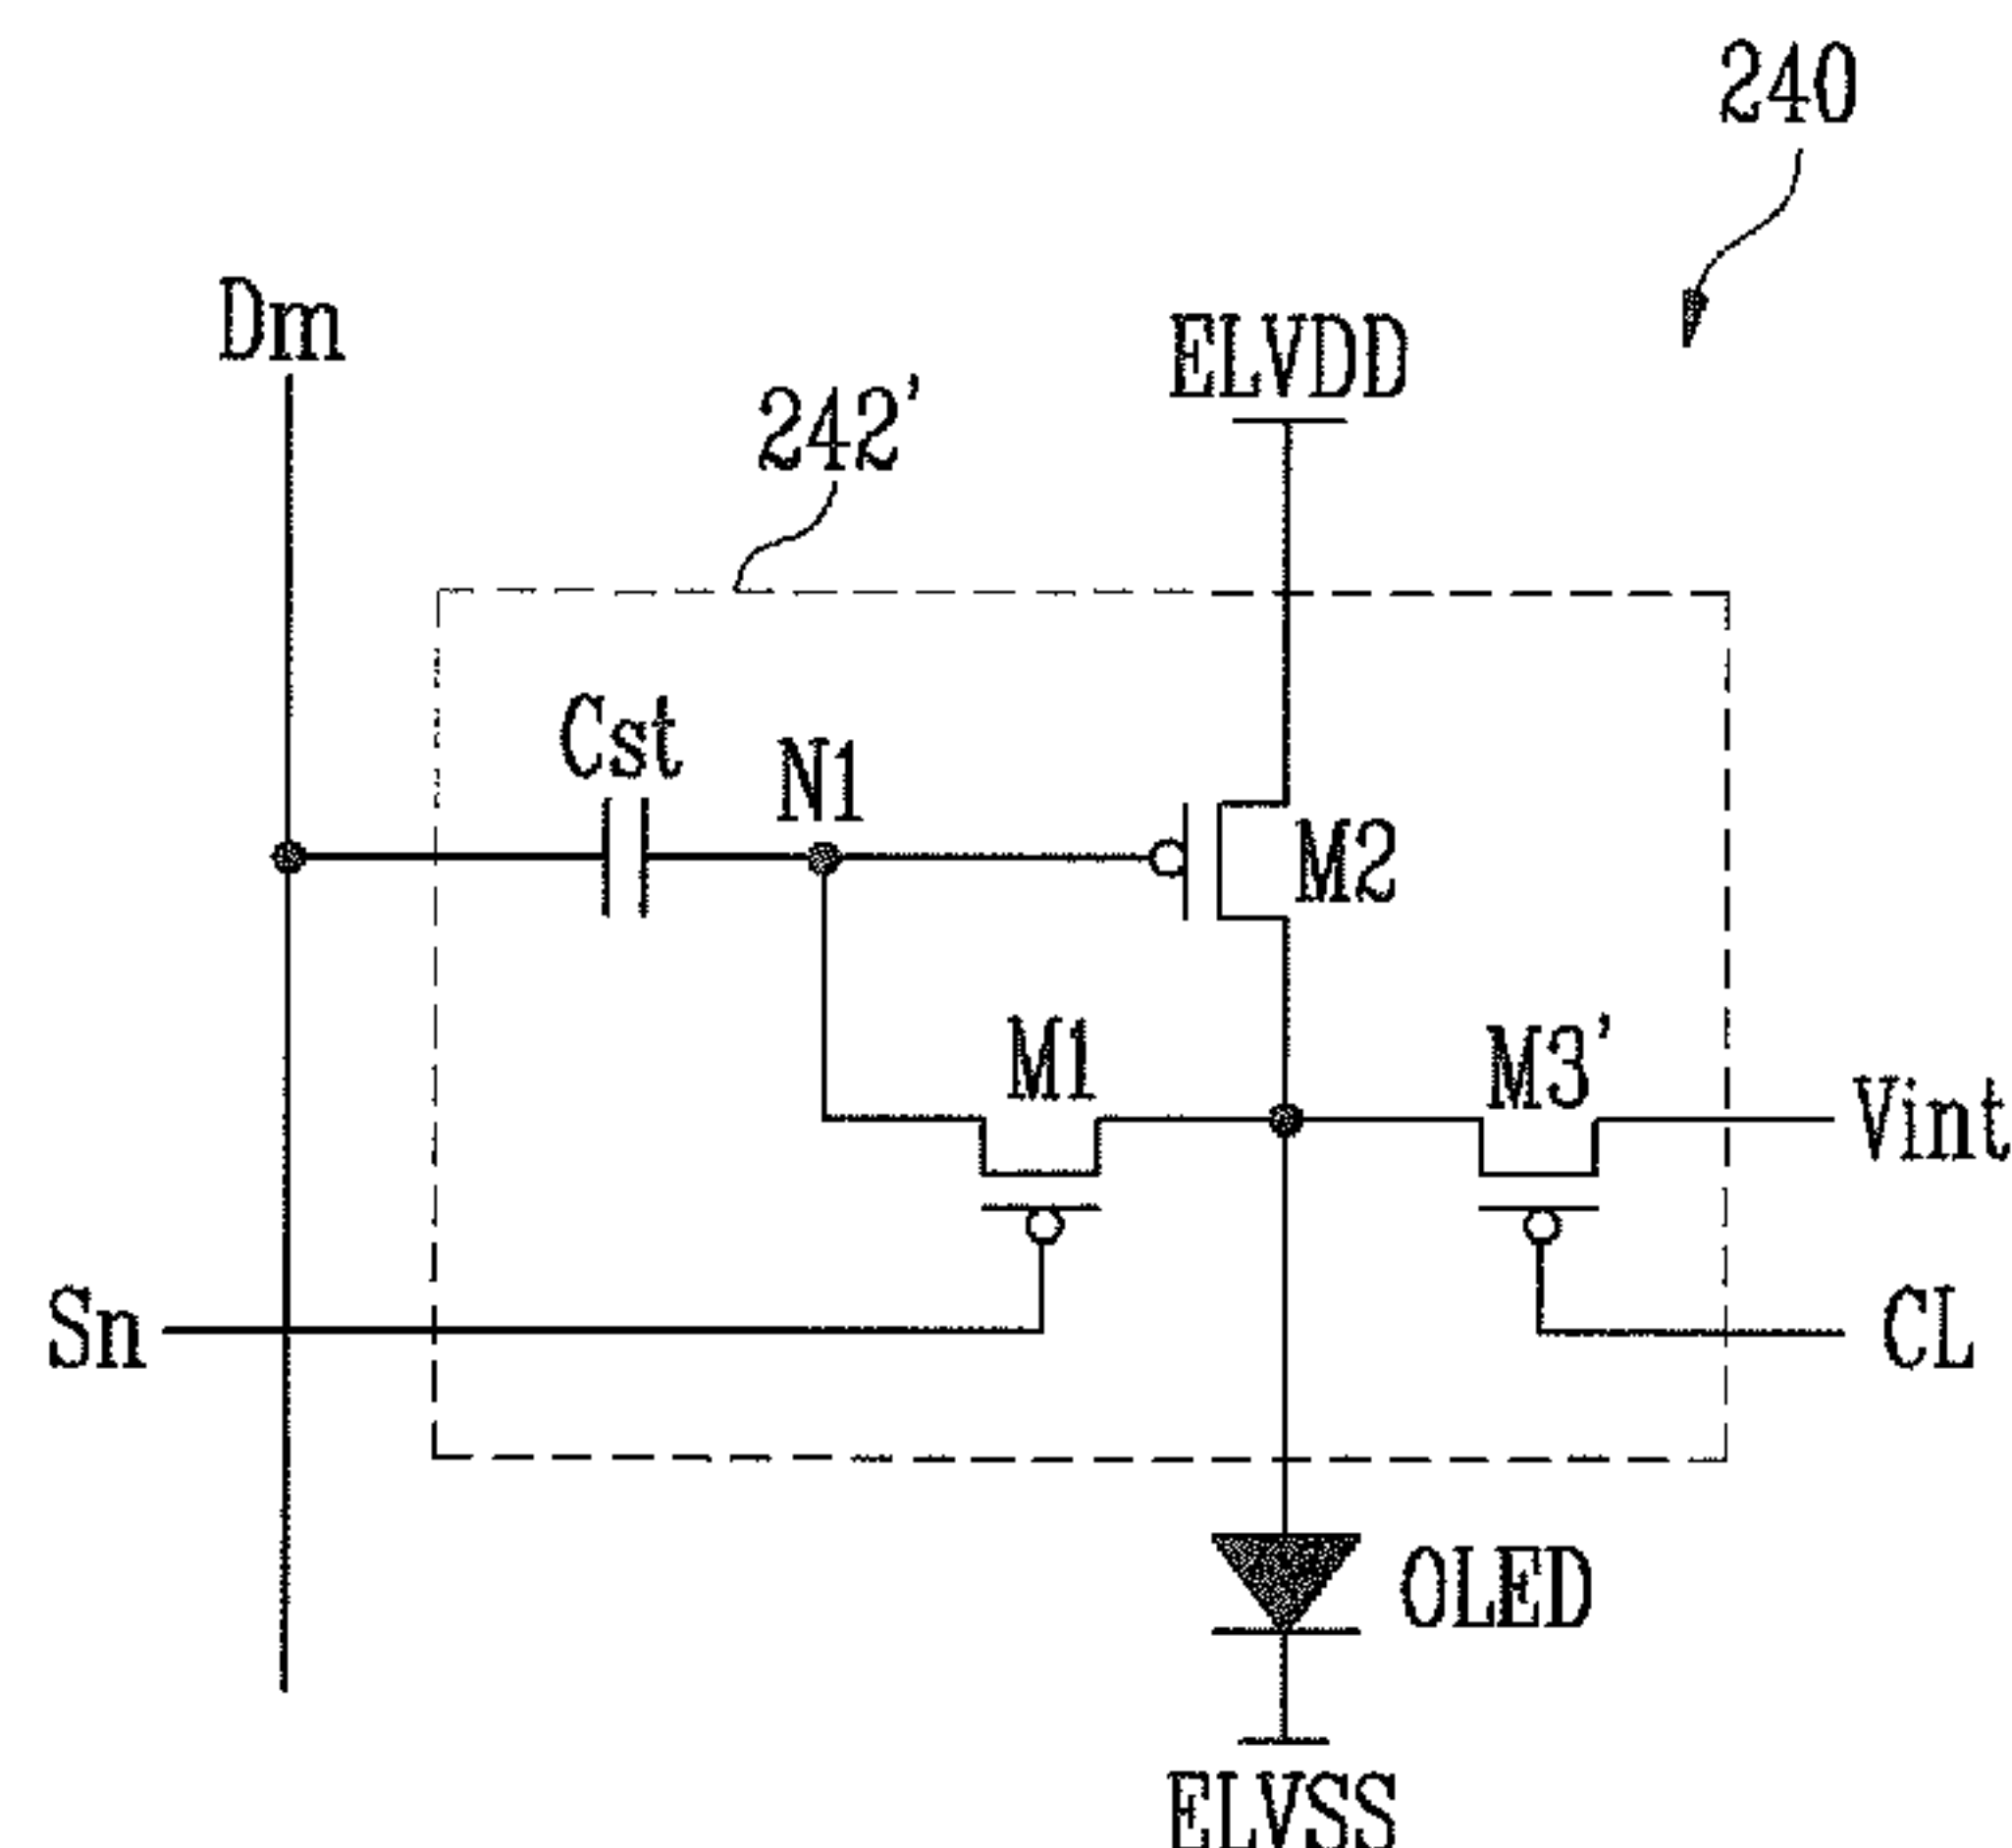 240
Dm
ELVDD
242'
Cst
N1
M2
M1
M3'
Vint
Sn
CL
OLED
ELVSS